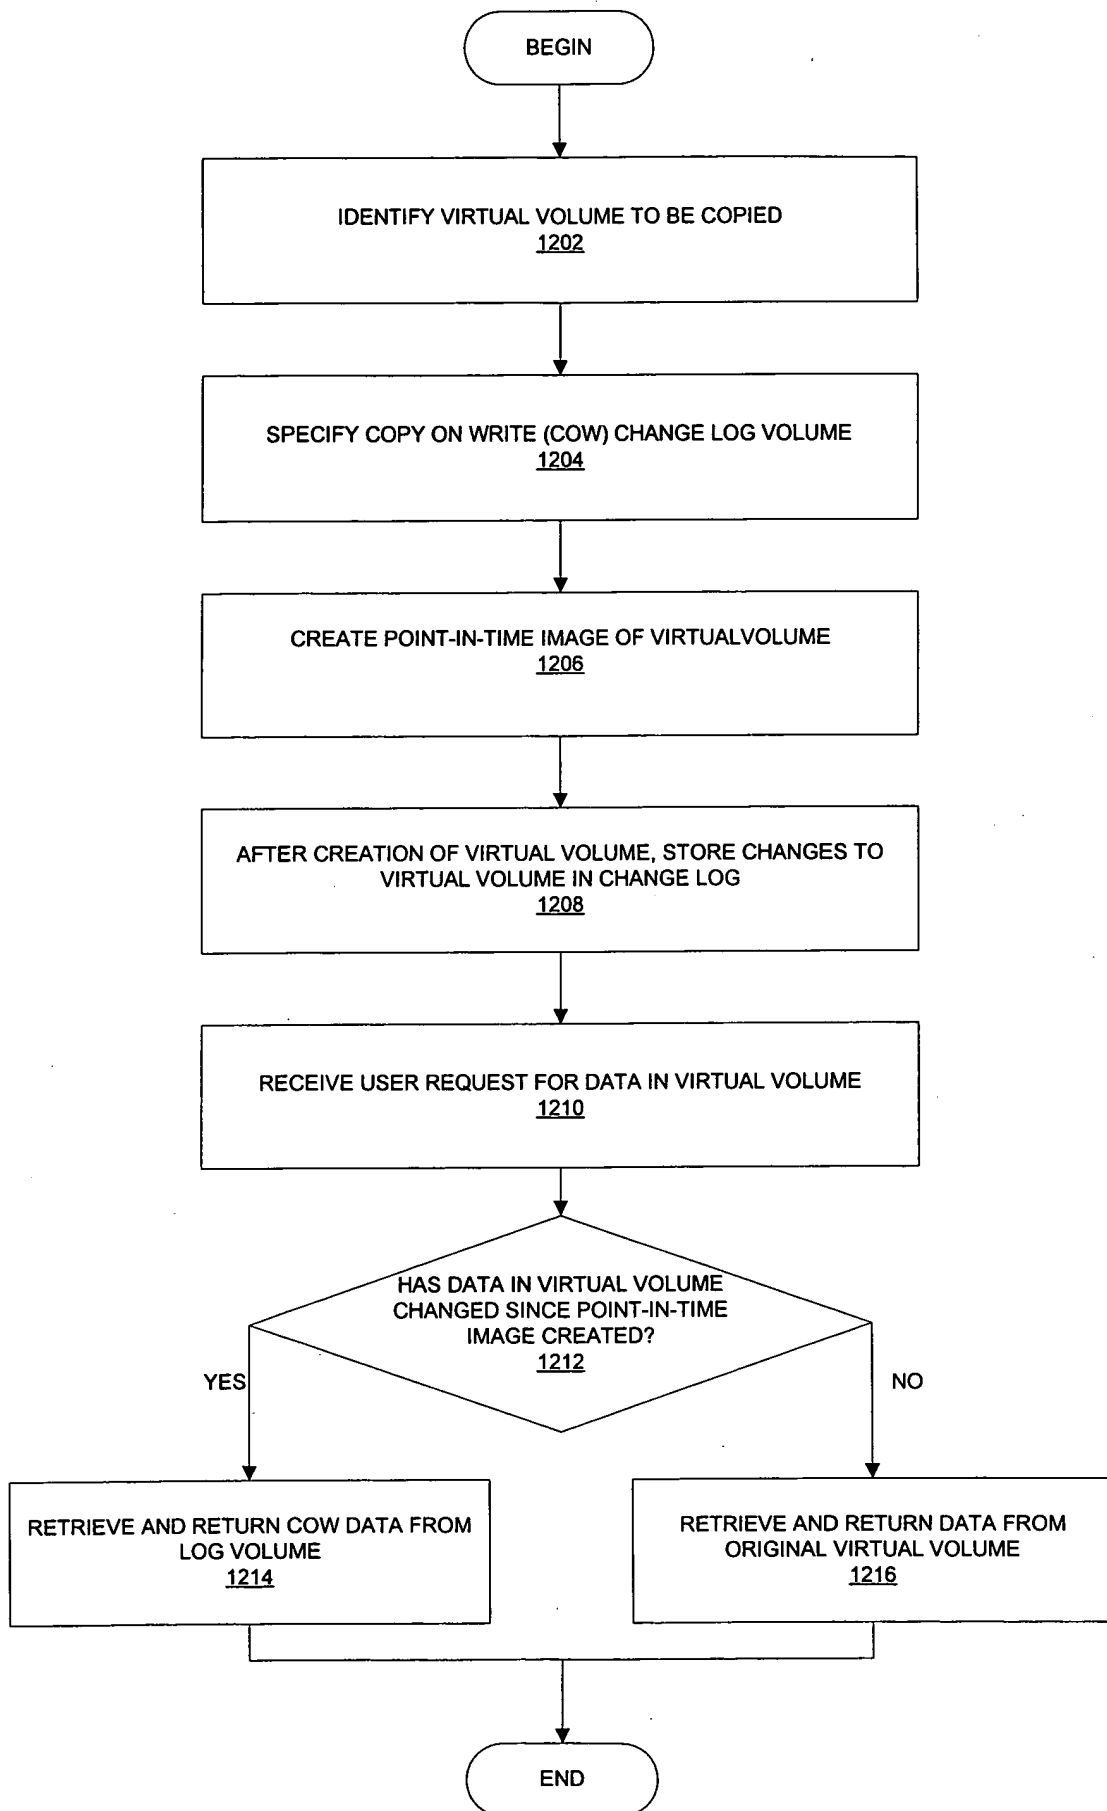 BEGIN
IDENTIFY VIRTUAL VOLUME TO BE COPIED
1202
SPECIFY COPY ON WRITE (COW) CHANGE LOG VOLUME
1204
CREATE POINT-IN-TIME IMAGE OF VIRTUALVOLUME
1206
AFTER CREATION OF VIRTUAL VOLUME, STORE CHANGES TO
VIRTUAL VOLUME IN CHANGE LOG
1208
RECEIVE USER REQUEST FOR DATA IN VIRTUAL VOLUME
1210
HAS DATA IN VIRTUAL VOLUME
CHANGED SINCE POINT-IN-TIME
IMAGE CREATED?
1212
YES
NO
RETRIEVE AND RETURN COW DATA FROM
LOG VOLUME
1214
RETRIEVE AND RETURN DATA FROM
ORIGINAL VIRTUAL VOLUME
1216
END